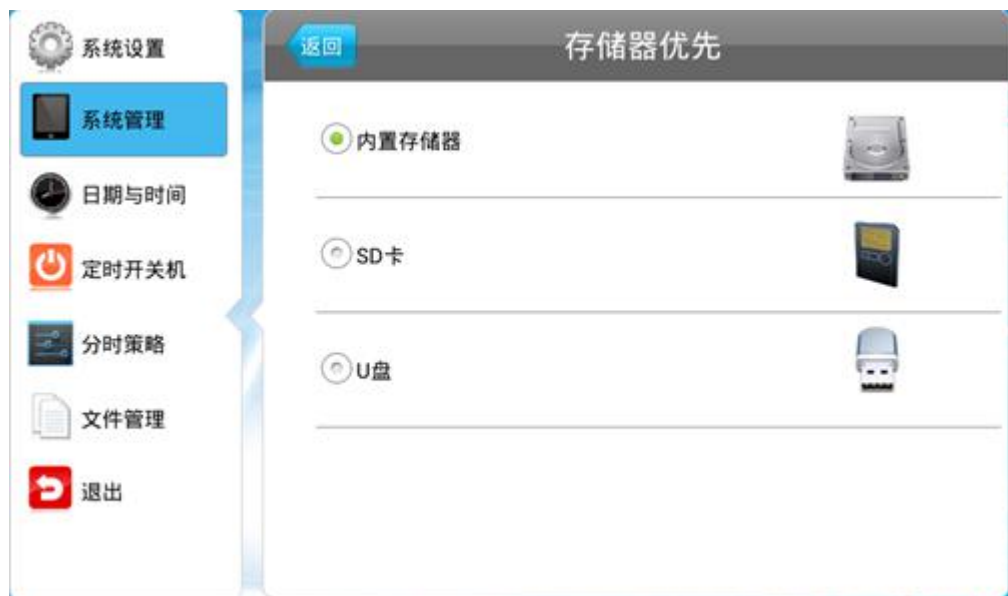 系统设置
系统管理
日期与时间
定时开关机
分时策略
文件管理
退出
返回
存储器优先
内置存储器
SD卡
U盘